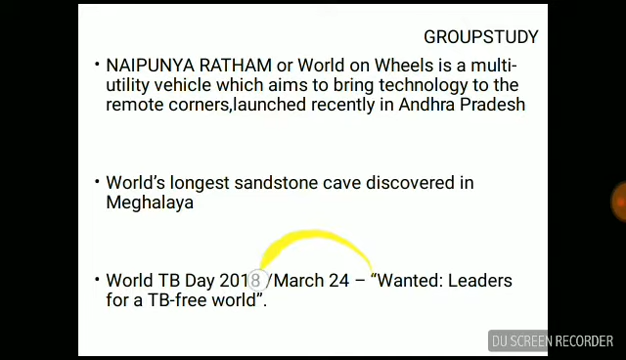 GROUPSTUDY
• NAIPUNYA RATHAM or World on Wheels is a multi-
utility vehicle which aims to bring technology to the
remote corners,launched recently in Andhra Pradesh
• World's longest sandstone cave discovered in
Meghalaya
• World TB Day 2018 /March 24 – “Wanted: Leaders
for a TB-free world”.
DU SCREEN RECORDER